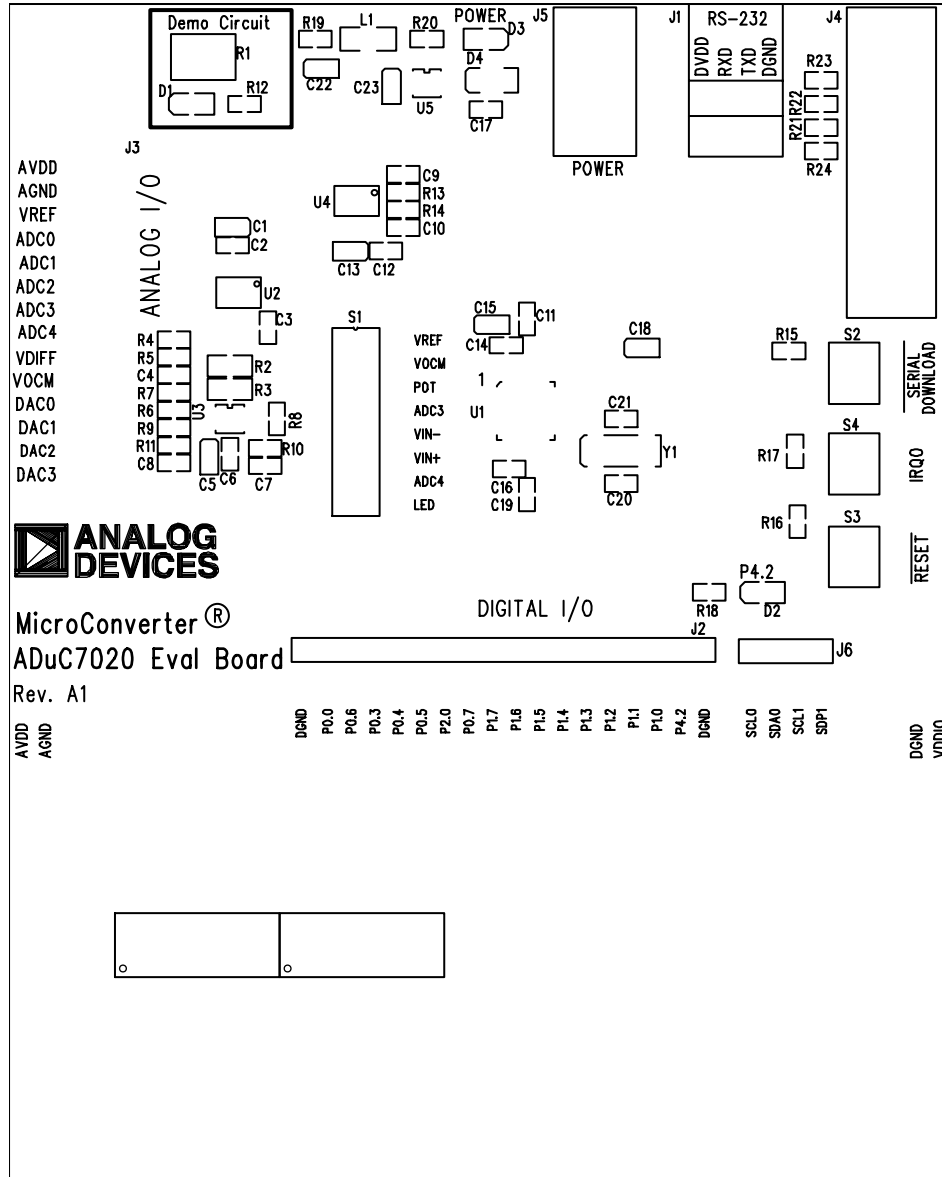 Demo Circuit
R1
D1
R12
R19
L1
R20
POWER
D3
C22
C23
U5
D4
C17
J5
POWER
J1
RS-232
DVDD
RXD
TXD
DGND
J4
R23
R22
R21
R24
J3
ANALOG I/O
AVDD
AGND
VREF
ADC0
ADC1
ADC2
ADC3
ADC4
VDIFF
VOCM
DAC0
DAC1
DAC2
DAC3
U4
C9
R13
R14
C10
C13
C12
C1
C2
U2
C3
R4
R5
C4
R7
R6
R9
R11
C8
R2
R3
U3
R8
R10
C5
C6
C7
S1
VREF
VOCM
POT
ADC3
VIN-
VIN+
ADC4
LED
C15
C11
C14
1
U1
C16
C19
C18
C21
Y1
C20
R15
S2
SERIAL
DOWNLOAD
R17
S4
IRQ0
R16
S3
RESET
ANALOG
DEVICES
MicroConverter®
ADuC7020 Eval Board
Rev. A1
DIGITAL I/O
R18
P4.2
D2
J2
J6
AVDD
AGND
DGND
P0.0
P0.6
P0.3
P0.4
P0.5
P2.0
P0.7
P1.7
P1.6
P1.5
P1.4
P1.3
P1.2
P1.1
P1.0
P4.2
DGND
SCL0
SDA0
SCL1
SDP1
DGND
VDDIO